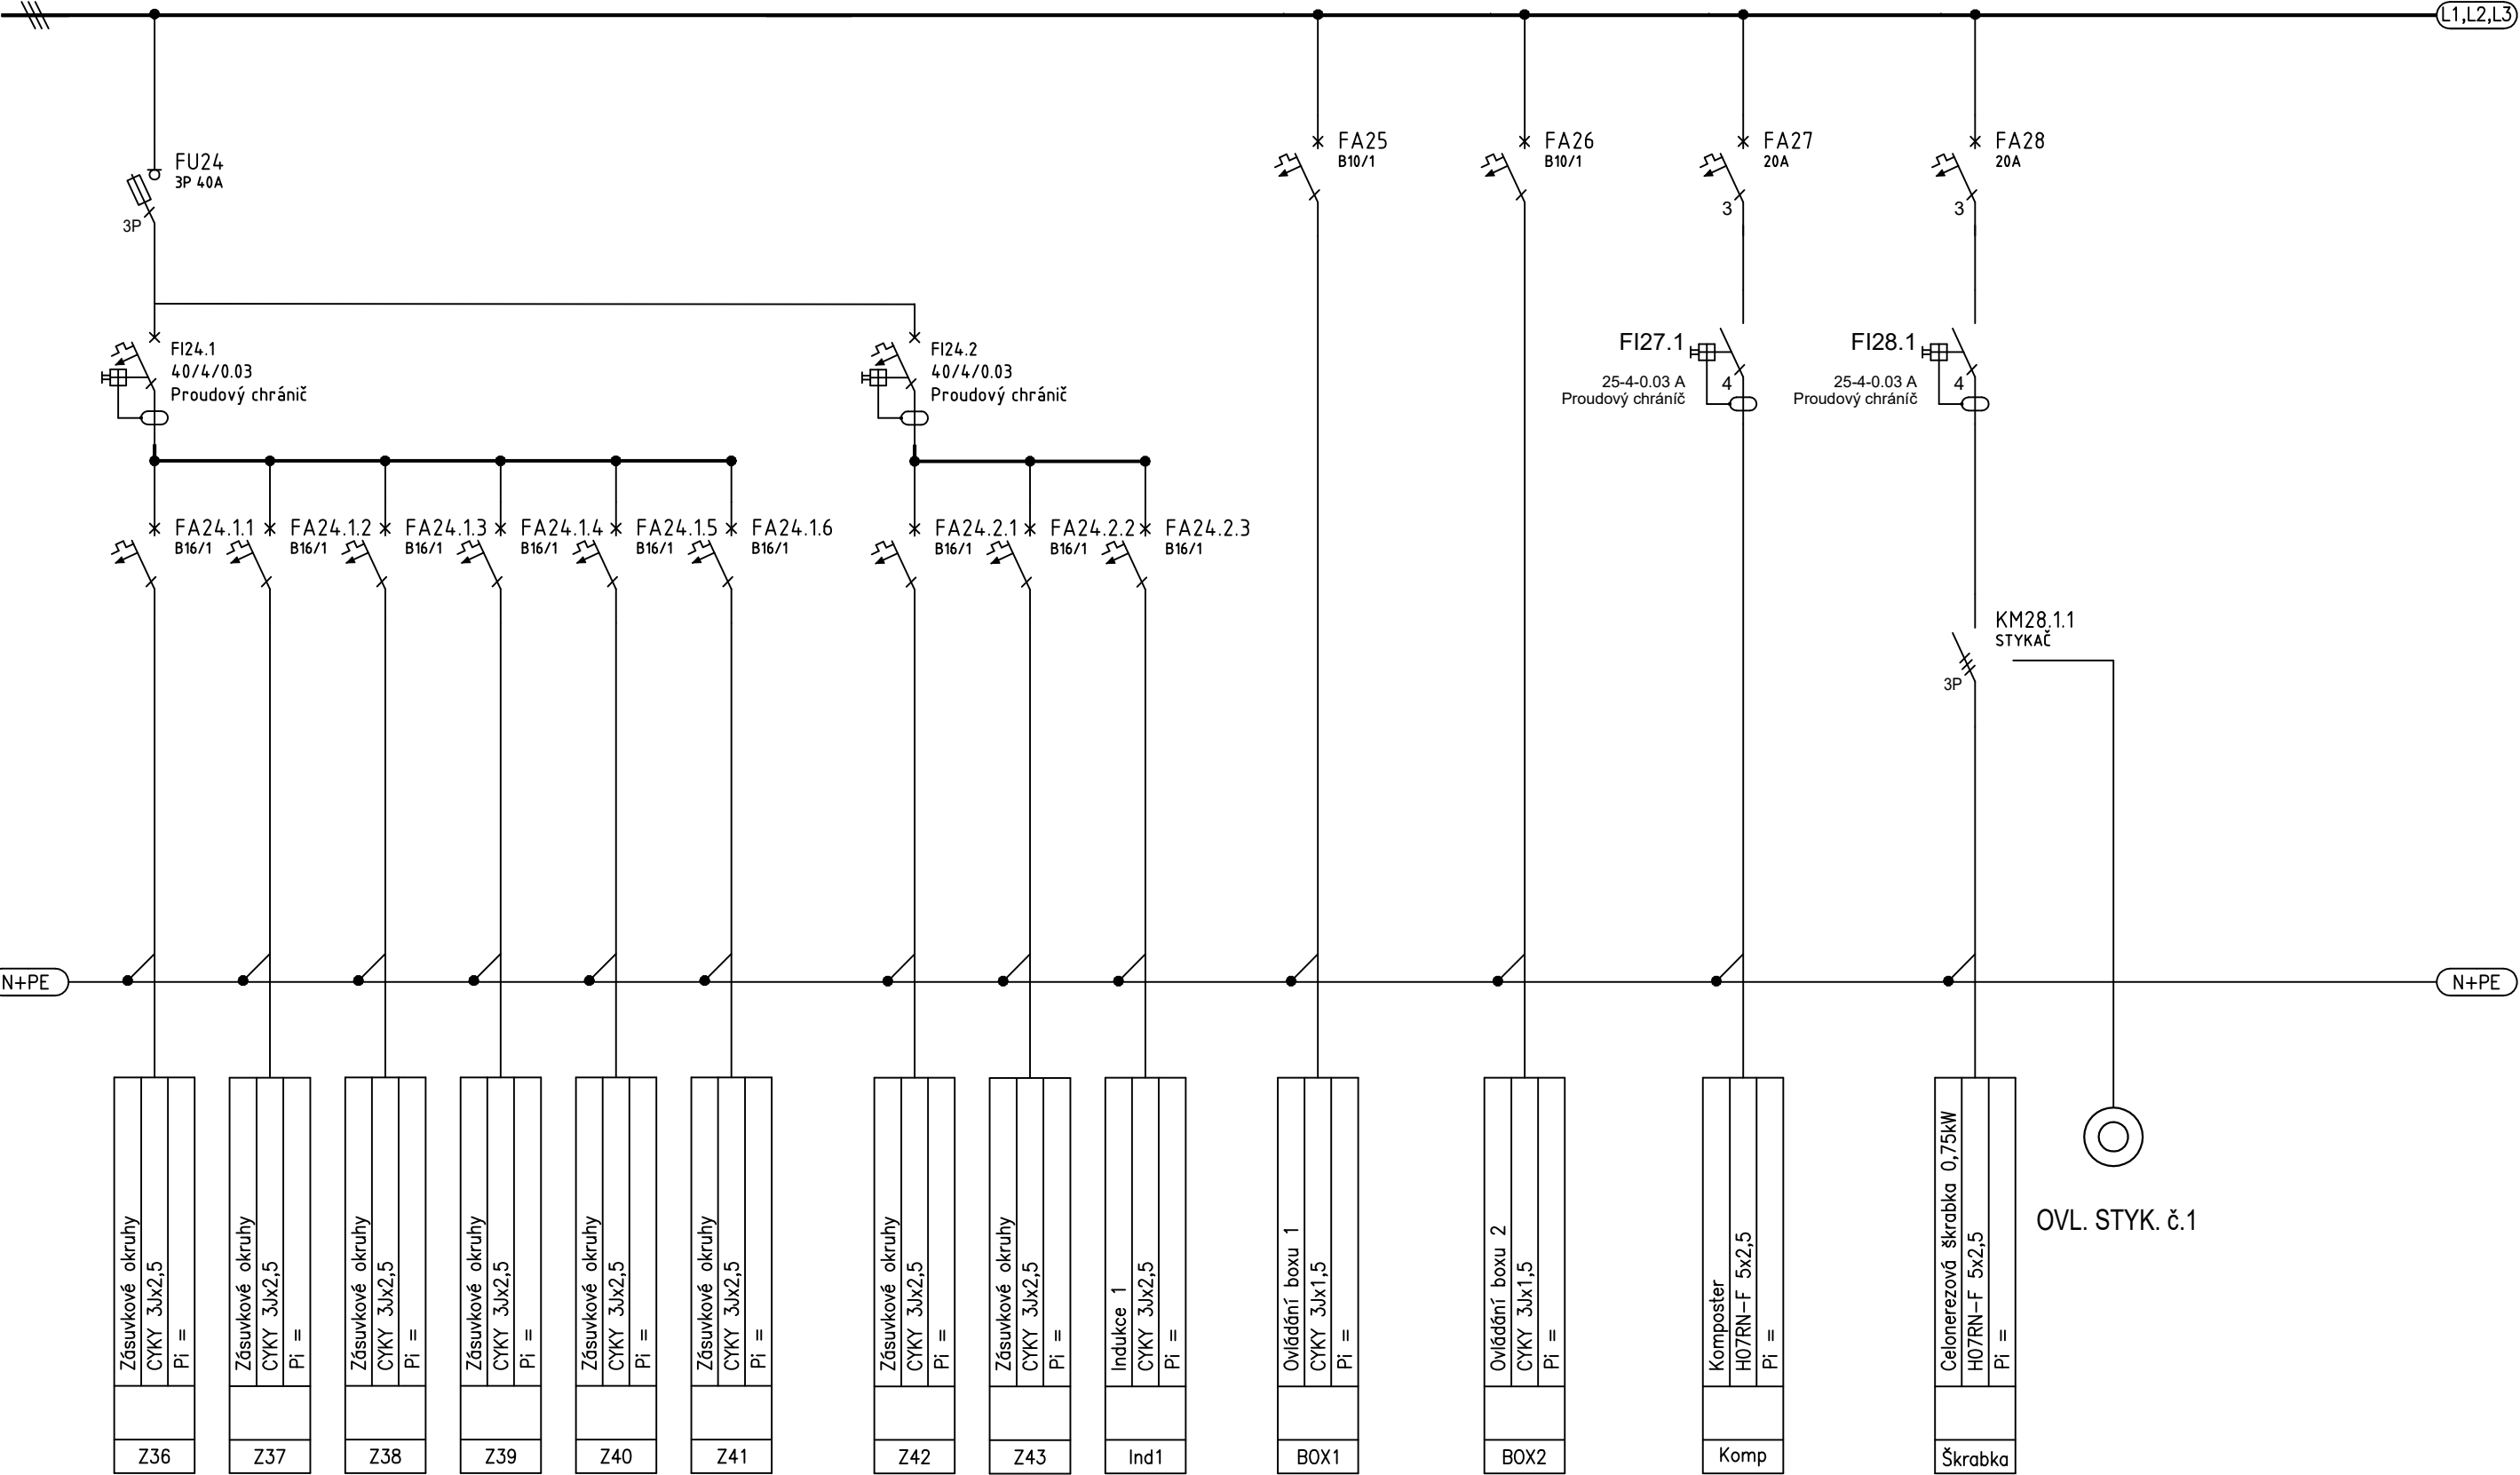 L1,L2,L3
FU24
3P 40A
3P
FA25
B10/1
FA26
B10/1
FA27
20A
3
FA28
20A
3
FI24.1
40/4/0.03
Proudový chránič
FI24.2
40/4/0.03
Proudový chránič
FI27.1
25-4-0.03 A
Proudový chráníč
4
FI28.1
25-4-0.03 A
Proudový chráníč
4
FA24.1.1
B16/1
FA24.1.2
B16/1
FA24.1.3
B16/1
FA24.1.4
B16/1
FA24.1.5
B16/1
FA24.1.6
B16/1
FA24.2.1
B16/1
FA24.2.2
B16/1
FA24.2.3
B16/1
KM28.1.1
STYKAČ
3P
N+PE
N+PE
Zásuvkové okruhy
CYKY 3Jx2,5
Pi =
Z36
Zásuvkové okruhy
CYKY 3Jx2,5
Pi =
Z37
Zásuvkové okruhy
CYKY 3Jx2,5
Pi =
Z38
Zásuvkové okruhy
CYKY 3Jx2,5
Pi =
Z39
Zásuvkové okruhy
CYKY 3Jx2,5
Pi =
Z40
Zásuvkové okruhy
CYKY 3Jx2,5
Pi =
Z41
Zásuvkové okruhy
CYKY 3Jx2,5
Pi =
Z42
Zásuvkové okruhy
CYKY 3Jx2,5
Pi =
Z43
Indukce 1
CYKY 3Jx2,5
Pi =
Ind1
Ovládání boxu 1
CYKY 3Jx1,5
Pi =
BOX1
Ovládání boxu 2
CYKY 3Jx1,5
Pi =
BOX2
Komposter
H07RN-F 5x2,5
Pi =
Komp
Celonerezová škrabka 0,75kW
H07RN-F 5x2,5
Pi =
Škrabka
OVL. STYK. č.1